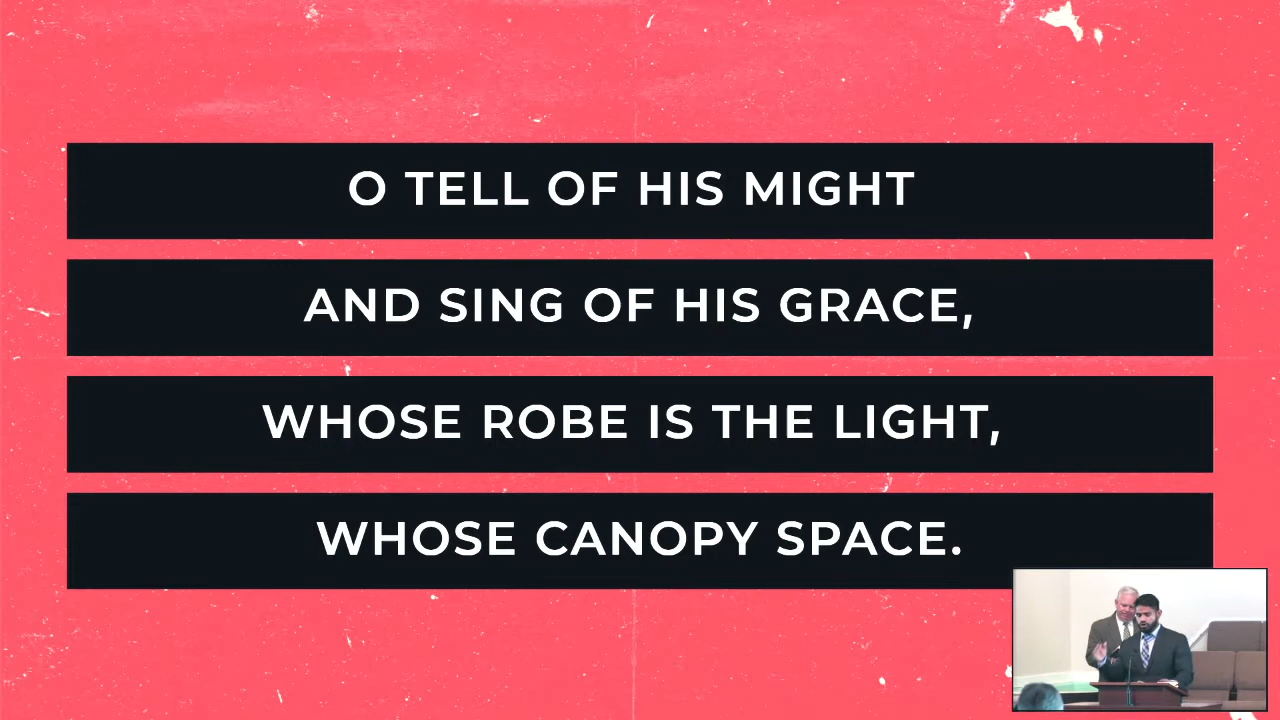 O TELL OF HIS MIGHT
AND SING OF HIS GRACE,
WHOSE ROBE IS THE LIGHT,
WHOSE CANOPY SPACE.